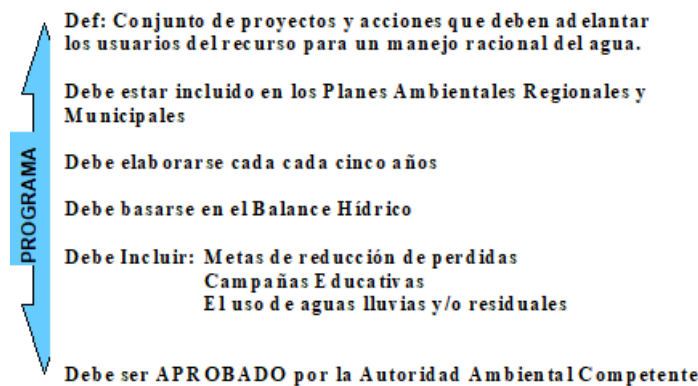 Def: Conjunto de proyectos y acciones que deben adelantar
los usuarios del recurso para un manejo racional del agua.
Debe estar incluido en los Planes Ambientales Regionales y
Municipales
PROGRAMA
Debe elaborarse cada cada cinco años
Debe basarse en el Balance Hídrico
Debe Incluir: Metas de reducción de perdidas
Campañas Educativas
El uso de aguas lluvias y/o residuales
Debe ser APROBADO por la Autoridad Ambiental Competente